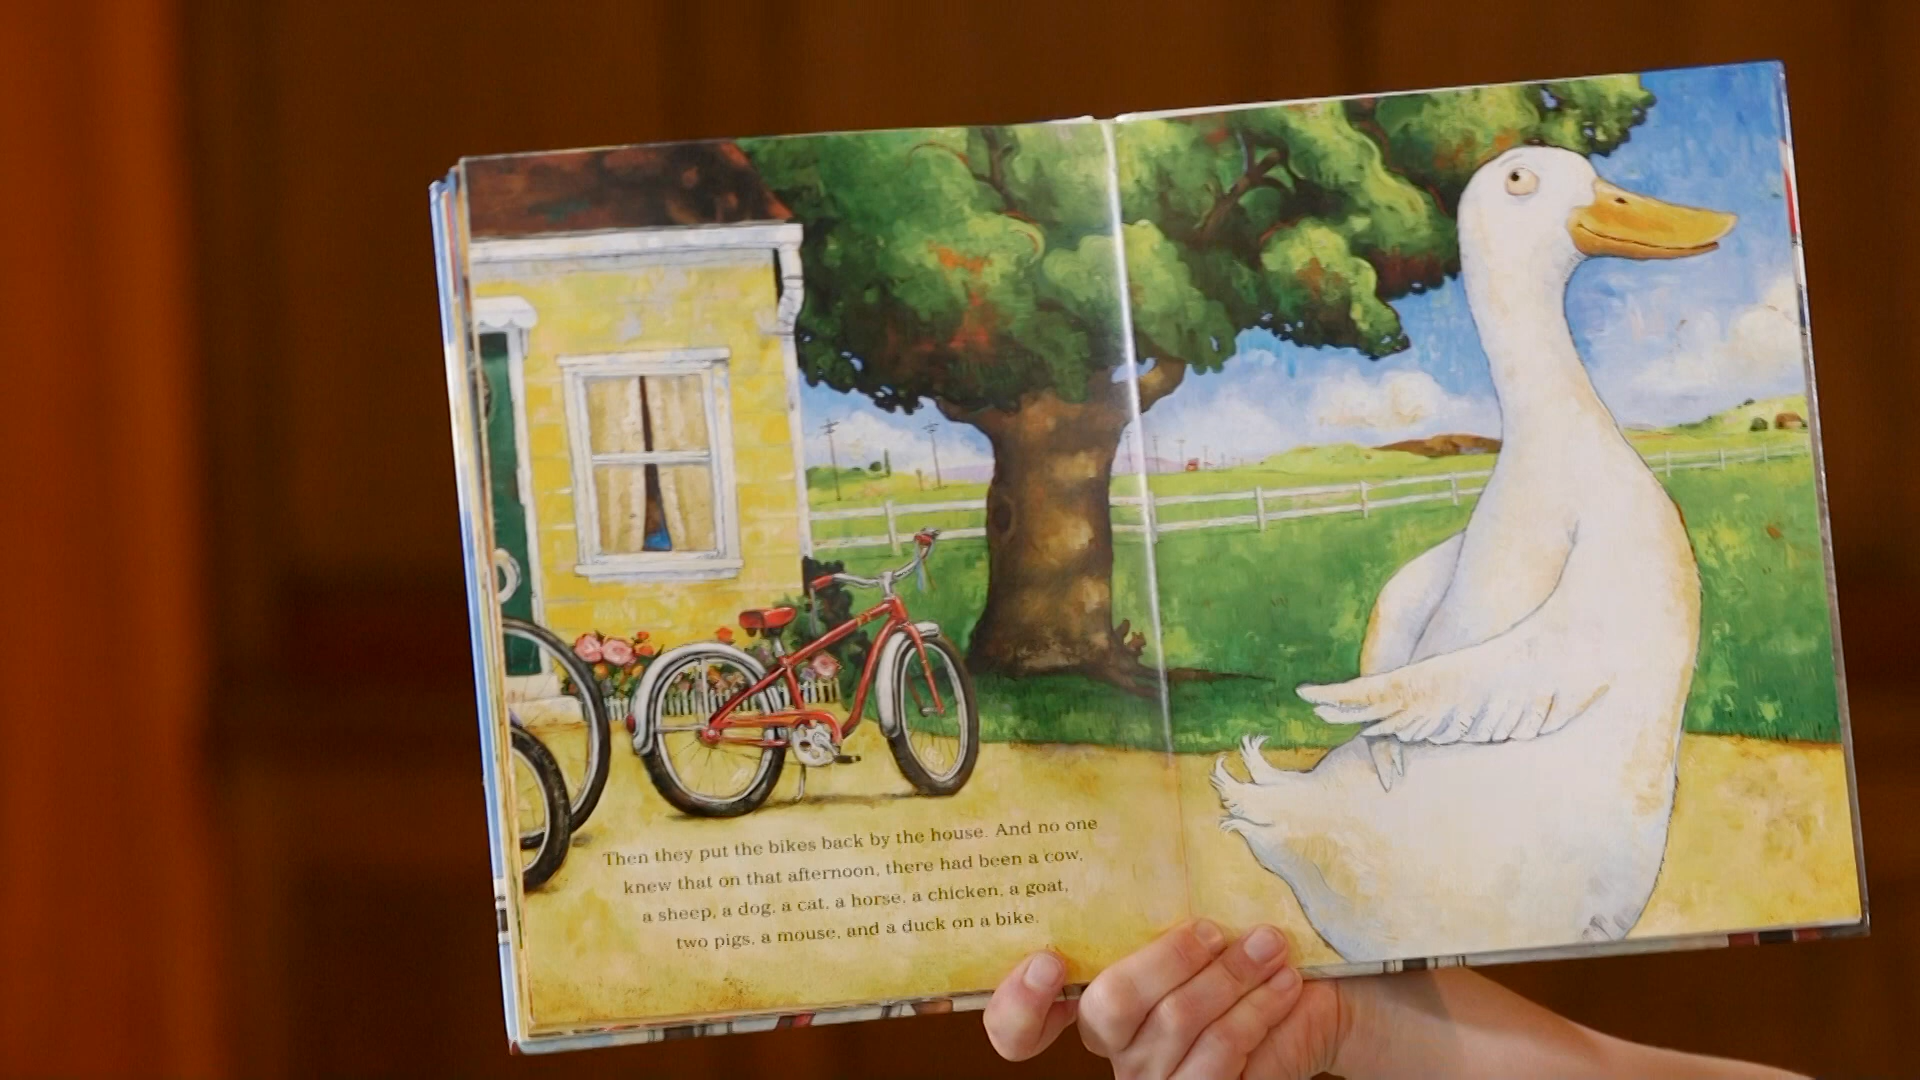 Then they put the bikes back by the house. And no one
knew that on that afternoon, there had been a cow,
a sheep, a dog, a cat, a horse, a chicken, a goat,
two pigs, a mouse, and a duck on a bike.